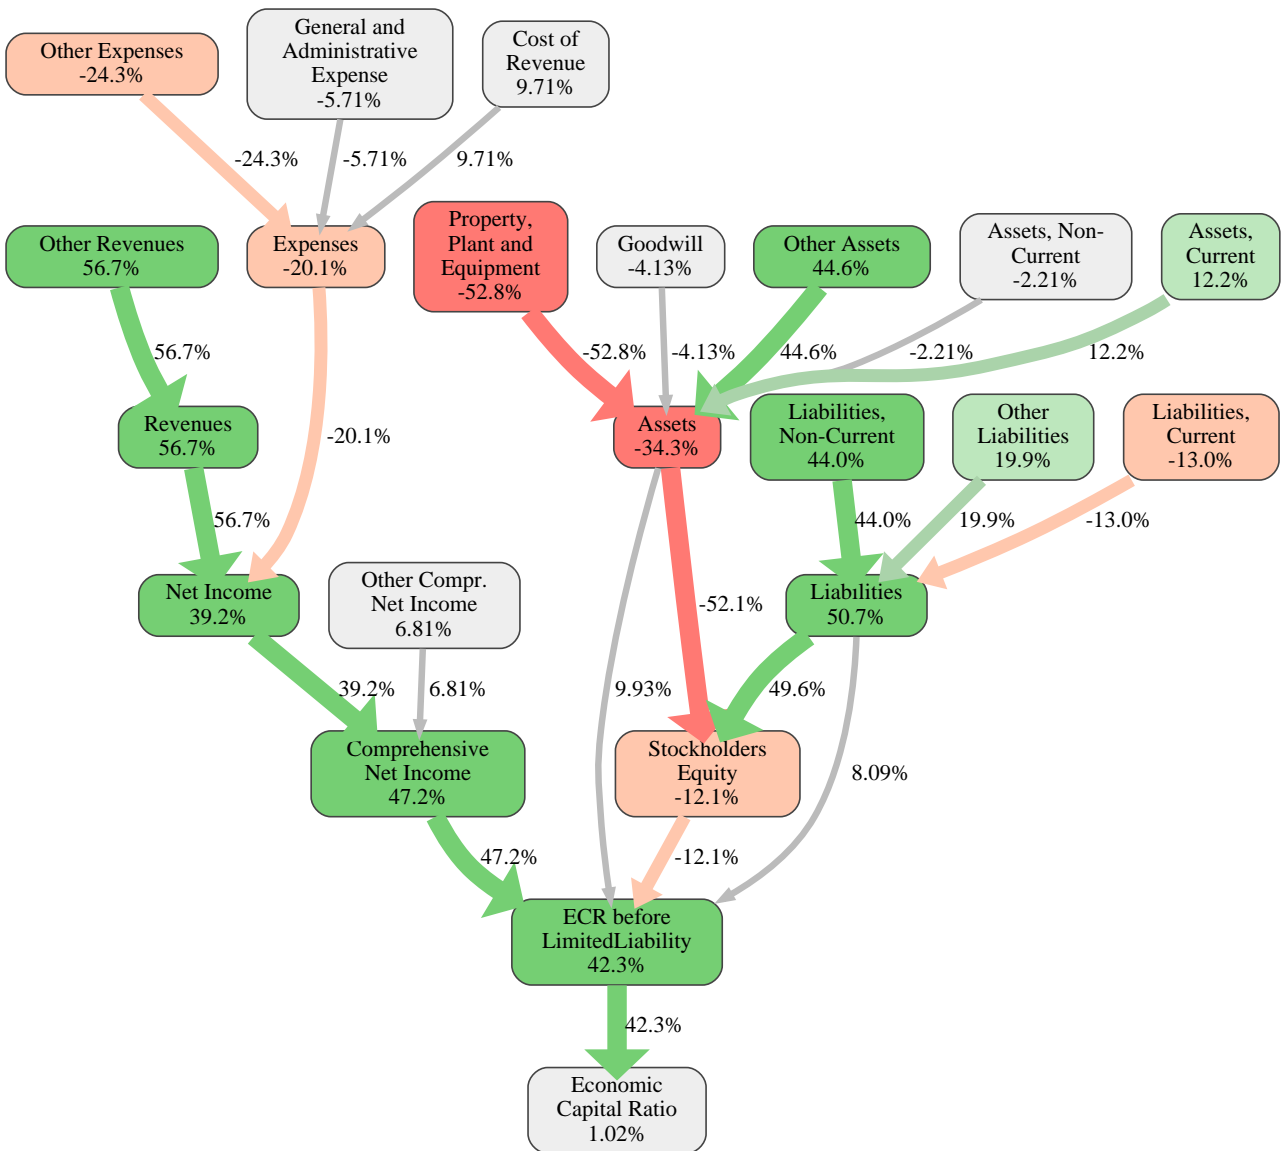 Other Expenses
-24.3%
General and
Administrative
Expense
-5.71%
Cost of
Revenue
9.71%
-24.3%
-5.71%
9.71%
Other Revenues
56.7%
Expenses
-20.1%
Property,
Plant and
Equipment
-52.8%
Goodwill
-4.13%
Other Assets
44.6%
Assets, Non-
Current
-2.21%
Assets,
Current
12.2%
56.7%
-52.8%
-4.13%
44.6%
-2.21%
12.2%
Revenues
56.7%
-20.1%
Assets
-34.3%
Liabilities,
Non-Current
44.0%
Other
Liabilities
19.9%
Liabilities,
Current
-13.0%
56.7%
44.0%
19.9%
-13.0%
Net Income
39.2%
Other Compr.
Net Income
6.81%
-52.1%
Liabilities
50.7%
39.2%
6.81%
9.93%
49.6%
Comprehensive
Net Income
47.2%
Stockholders
Equity
-12.1%
8.09%
47.2%
-12.1%
ECR before
LimitedLiability
42.3%
42.3%
Economic
Capital Ratio
1.02%